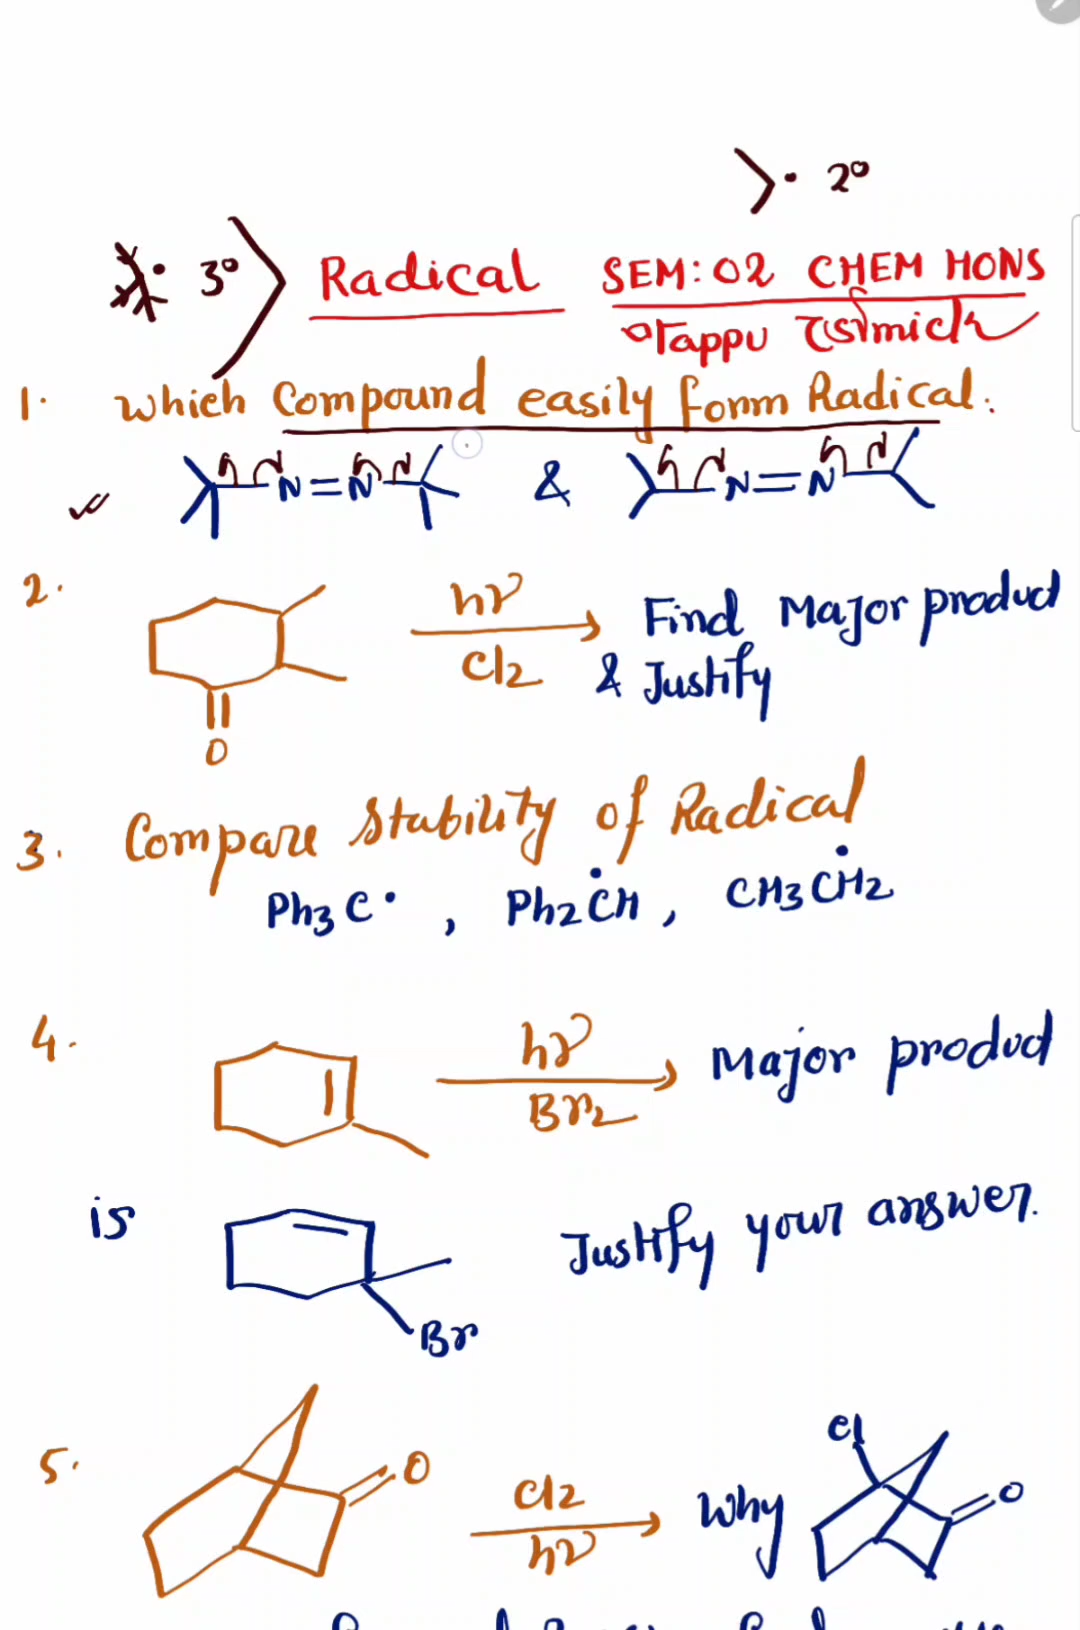 2°
3° Radical SEM:02 CHEM HONS
Tappu
1. which Compound easily form Radical.
N=N & N=N
2. hν Find Major product
Cl2 & Justify
O
3. Compare Stability of Radical
Ph3C• , Ph2ĊH , CH3ĊH2
4. hν Major product
Br2
is Justify your answer.
Br
5. O Cl2 Why Cl O
hν